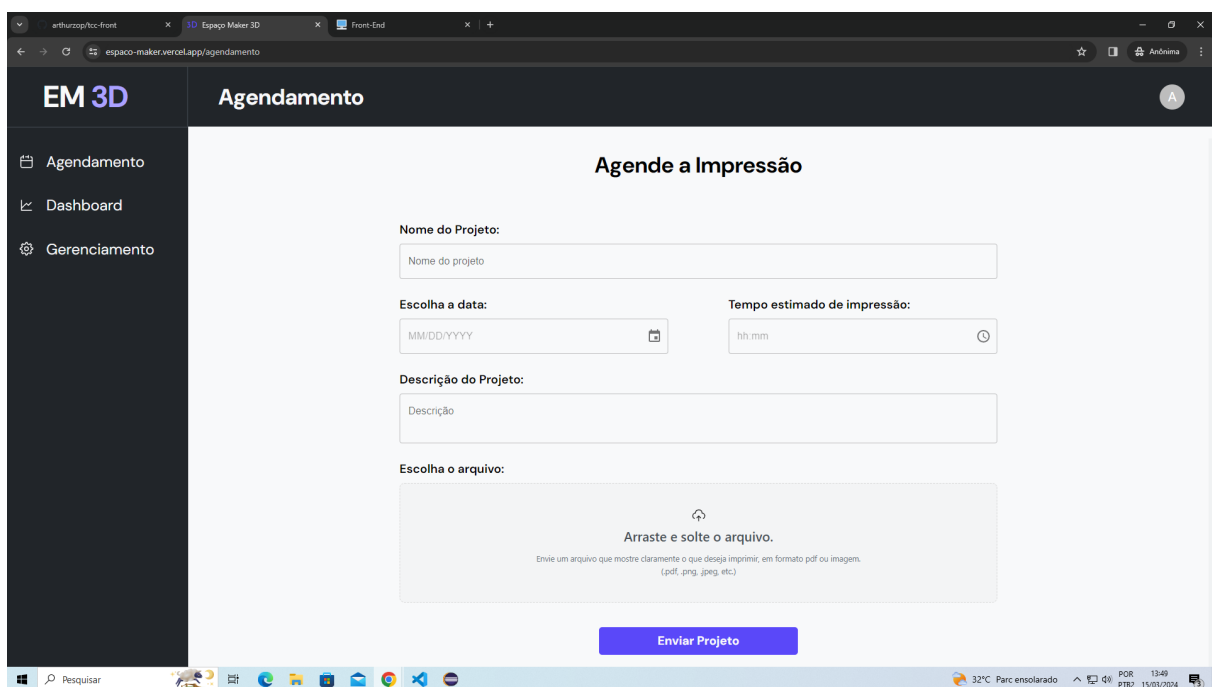 arthurzop/tcc-front
3D Espaço Maker 3D
Front-End
espaco-maker.vercel.app/agendamento
Anônima
EM 3D
Agendamento
A
Agendamento
Dashboard
Gerenciamento
Agende a Impressão
Nome do Projeto:
Nome do projeto
Escolha a data:
Tempo estimado de impressão:
MM/DD/YYYY
hh:mm
Descrição do Projeto:
Descrição
Escolha o arquivo:
Arraste e solte o arquivo.
Envie um arquivo que mostre claramente o que deseja imprimir, em formato pdf ou imagem.
(.pdf, .png, .jpeg, etc.)
Enviar Projeto
Pesquisar
32°C Parc ensolarado
POR
PTB2
13:49
15/03/2024